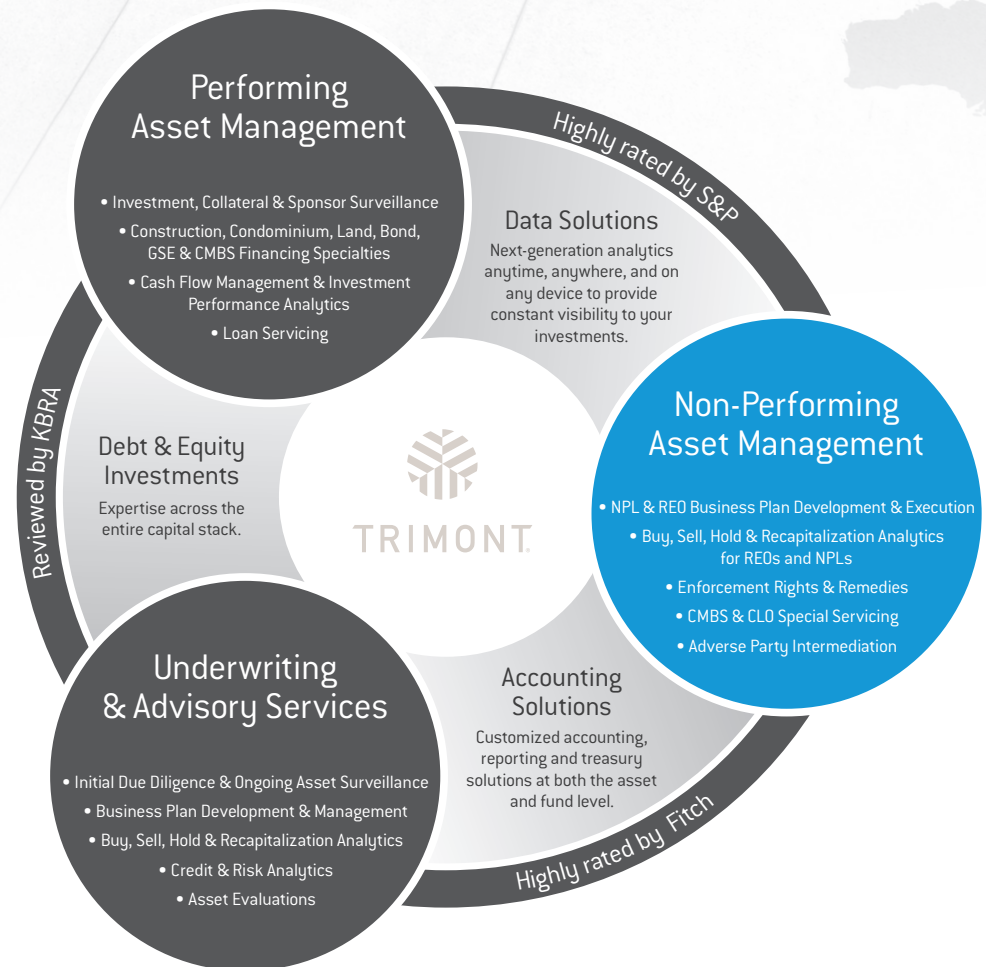 Performing
Asset Management
• Investment, Collateral & Sponsor Surveillance
• Construction, Condominium, Land, Bond,
GSE & CMBS Financing Specialties
• Cash Flow Management & Investment
Performance Analytics
• Loan Servicing
Highly rated by S&P
Data Solutions
Next-generation analytics
anytime, anywhere, and on
any device to provide
constant visibility to your
investments.
Non-Performing
Asset Management
• NPL & REO Business Plan Development & Execution
• Buy, Sell, Hold & Recapitalization Analytics
for REOs and NPLs
• Enforcement Rights & Remedies
• CMBS & CLO Special Servicing
• Adverse Party Intermediation
Reviewed by KBRA
Debt & Equity
Investments
Expertise across the
entire capital stack.
TRIMONT
Accounting
Solutions
Customized accounting,
reporting and treasury
solutions at both the asset
and fund level.
Highly rated by Fitch
Underwriting
& Advisory Services
• Initial Due Diligence & Ongoing Asset Surveillance
• Business Plan Development & Management
• Buy, Sell, Hold & Recapitalization Analytics
• Credit & Risk Analytics
• Asset Evaluations